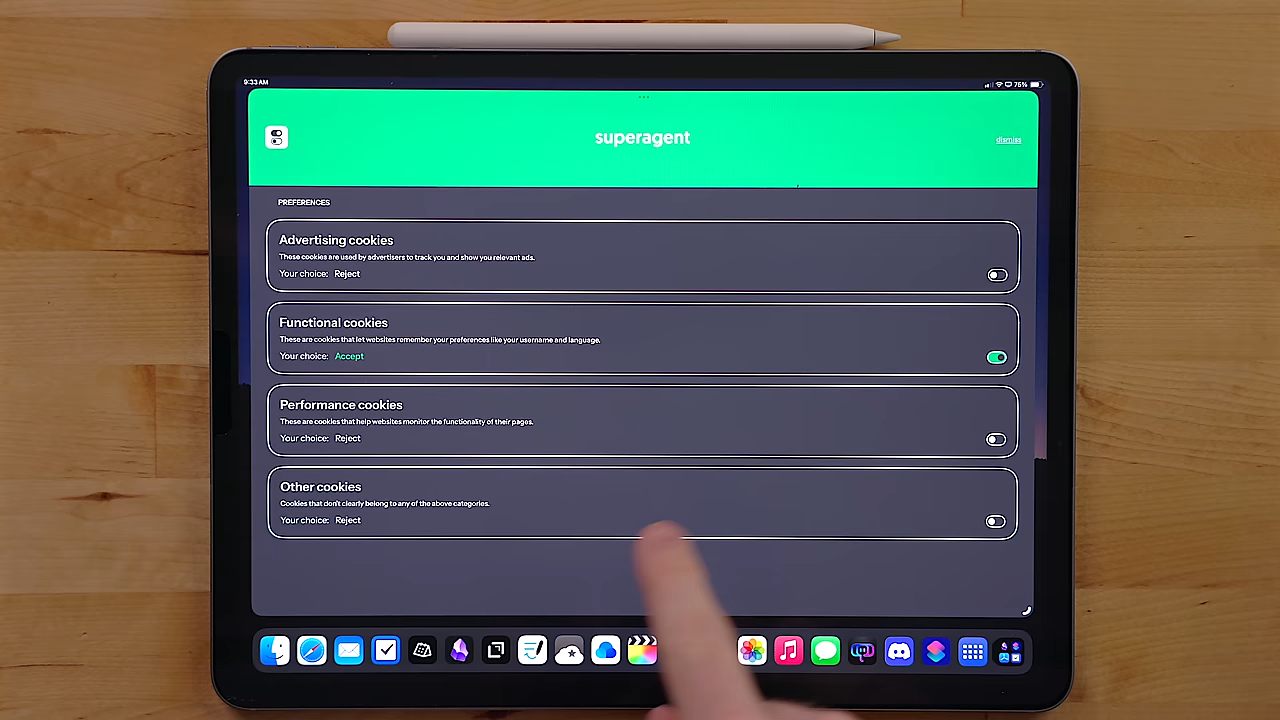 9:33 AM
75%
superagent
dismiss
PREFERENCES
Advertising cookies
These cookies are used by advertisers to track you and show you relevant ads.
Your choice: Reject
Functional cookies
These are cookies that let websites remember your preferences like your username and language.
Your choice: Accept
Performance cookies
These are cookies that help websites monitor the functionality of their pages.
Your choice: Reject
Other cookies
Cookies that don't clearly belong to any of the above categories.
Your choice: Reject